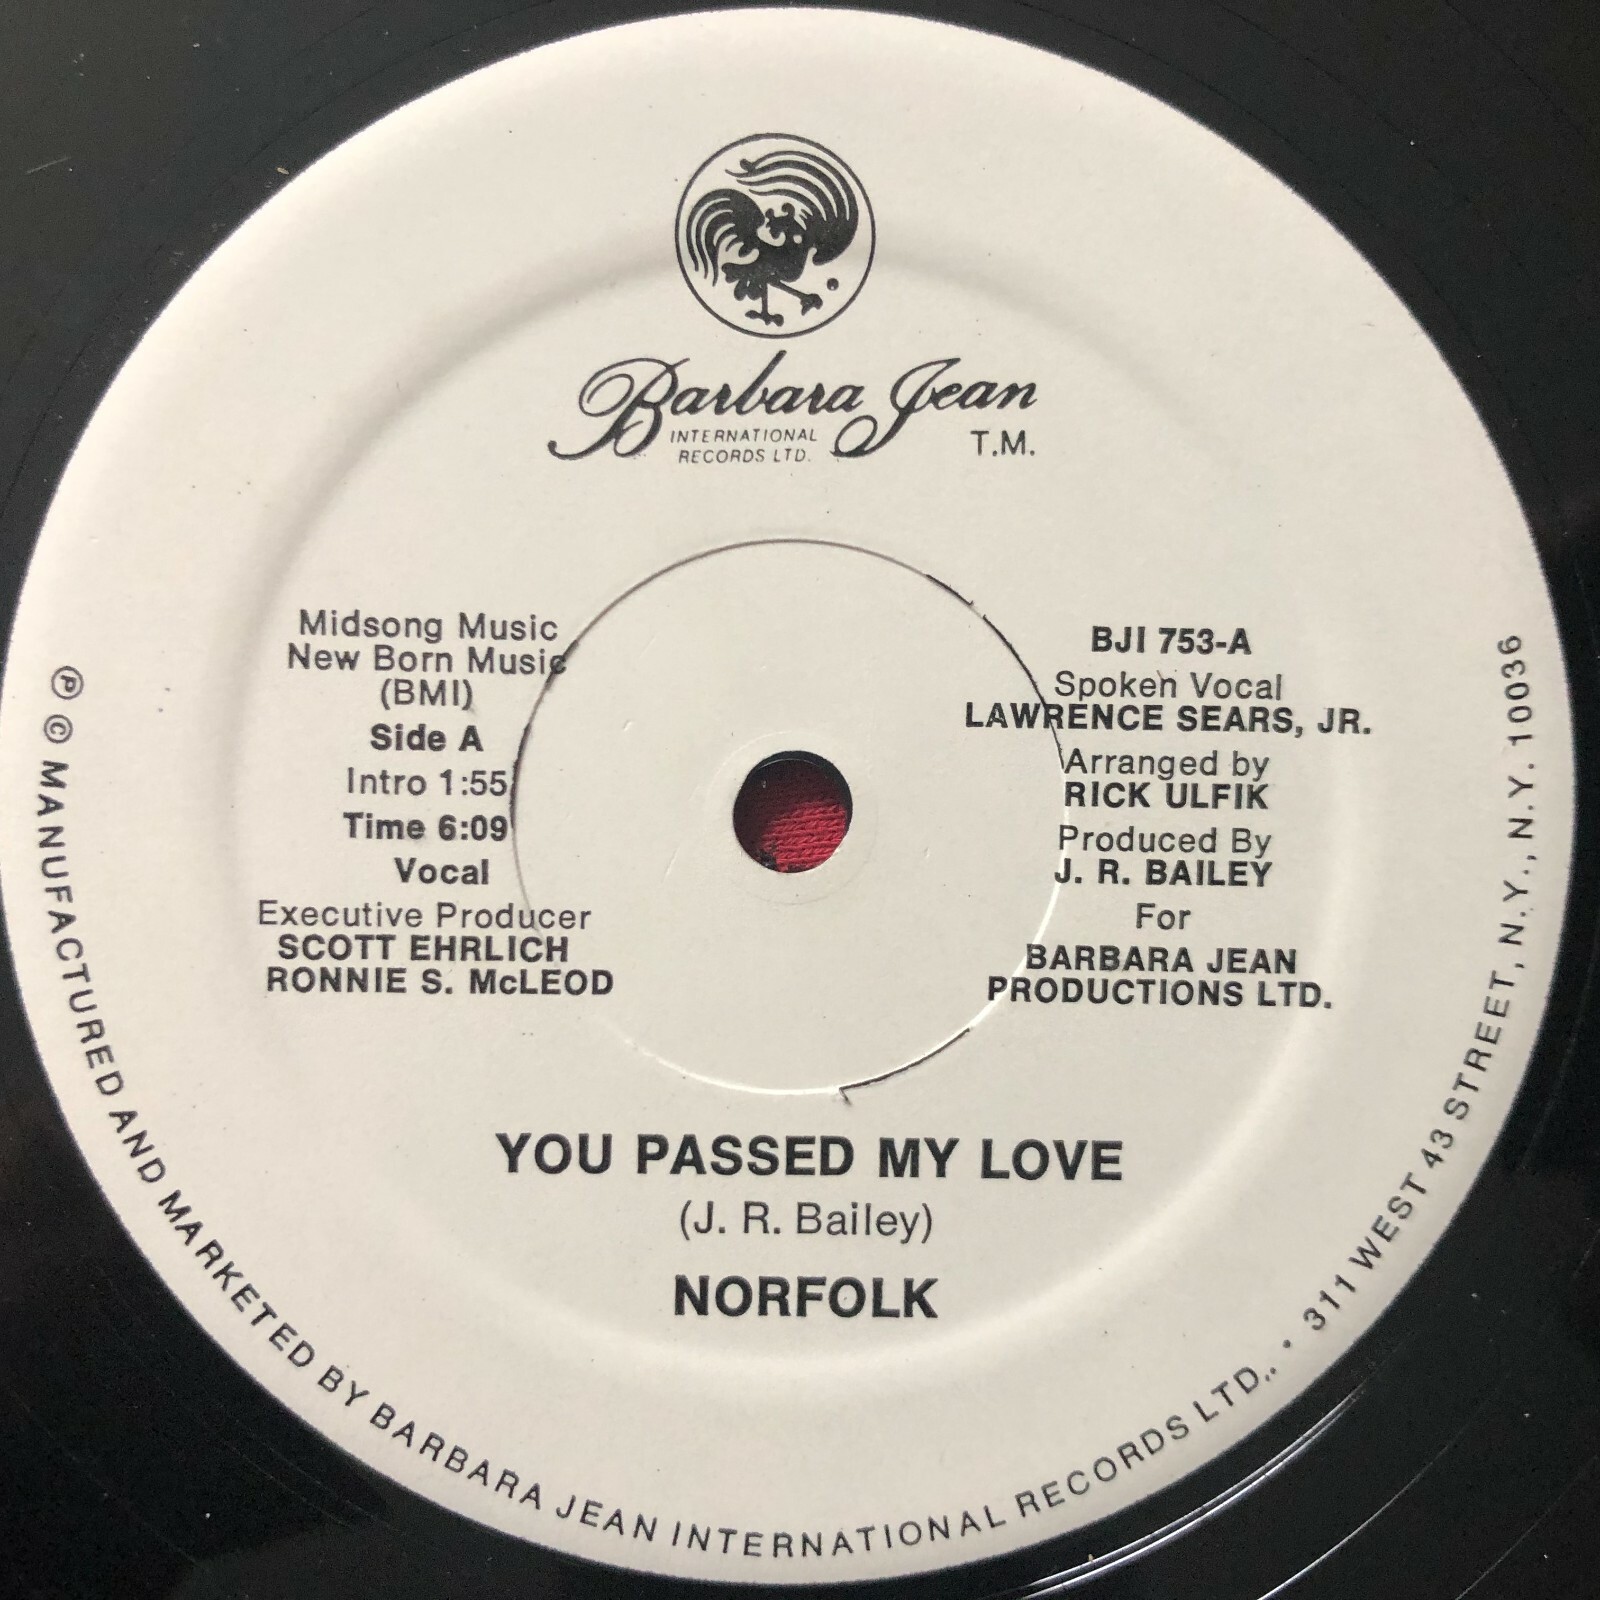 Barbara Jean
INTERNATIONAL
RECORDS LTD.
T.M.
Midsong Music
New Born Music
(BMI)
Side A
Intro 1:55
Time 6:09
Vocal
Executive Producer
SCOTT EHRLICH
RONNIE S. McLEOD
BJI 753-A
Spoken Vocal
LAWRENCE SEARS, JR.
Arranged by
RICK ULFIK
Produced By
J. R. BAILEY
For
BARBARA JEAN
PRODUCTIONS LTD.
YOU PASSED MY LOVE
(J. R. Bailey)
NORFOLK
℗ © MANUFACTURED AND MARKETED BY BARBARA JEAN INTERNATIONAL RECORDS LTD.. • 311 WEST 43 STREET, N.Y., N.Y. 10036